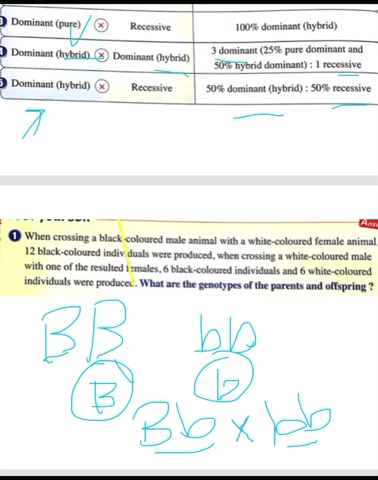 Dominant (pure) × Recessive 100% dominant (hybrid)
Dominant (hybrid) × Dominant (hybrid) 3 dominant (25% pure dominant and
50% hybrid dominant) : 1 recessive
Dominant (hybrid) × Recessive 50% dominant (hybrid) : 50% recessive
1 When crossing a black-coloured male animal with a white-coloured female animal
12 black-coloured individuals were produced, when crossing a white-coloured male
with one of the resulted females, 6 black-coloured individuals and 6 white-coloured
individuals were produced. What are the genotypes of the parents and offspring ?
BB bb
B b
Bb × bb